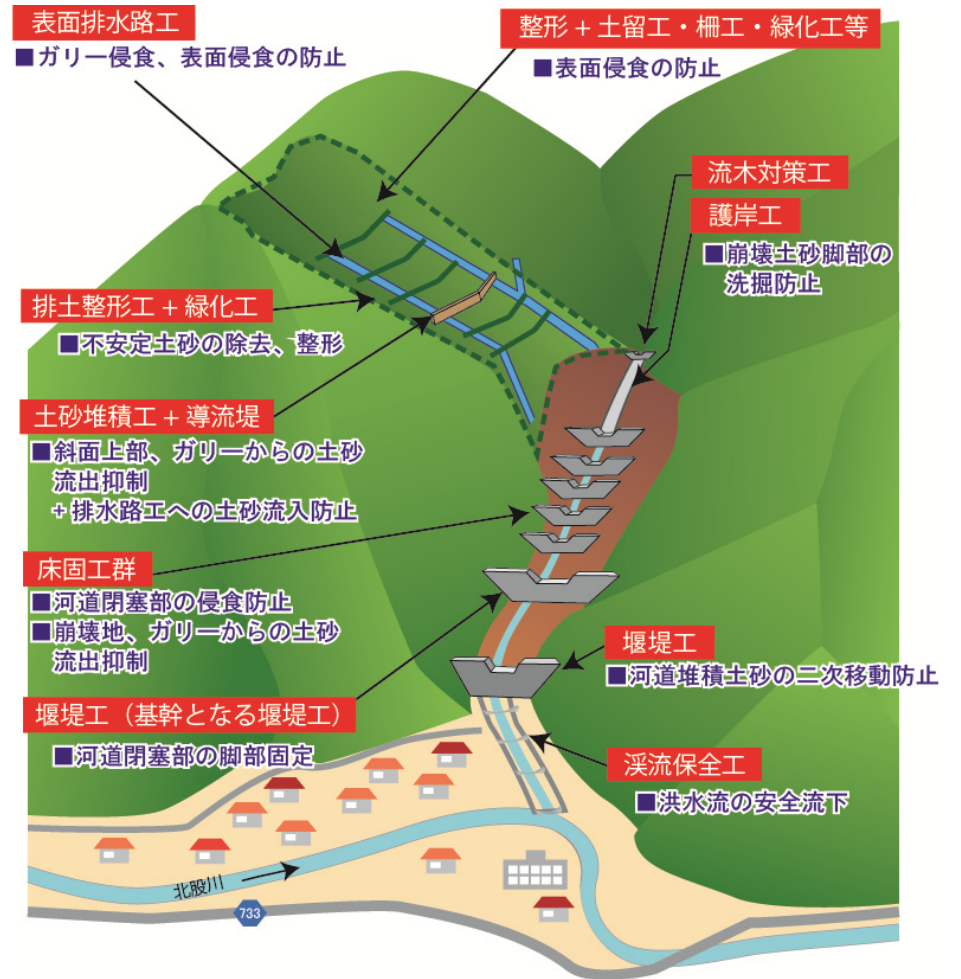 表面排水路工
■ガリー侵食、表面侵食の防止
整形＋土留工・柵工・緑化工等
■表面侵食の防止
流木対策工
護岸工
■崩壊土砂脚部の
洗掘防止
排土整形工＋緑化工
■不安定土砂の除去、整形
土砂堆積工＋導流堤
■斜面上部、ガリーからの土砂
流出抑制
＋排水路工への土砂流入防止
床固工群
■河道閉塞部の侵食防止
■崩壊地、ガリーからの土砂
流出抑制
堰堤工
■河道堆積土砂の二次移動防止
堰堤工（基幹となる堰堤工）
■河道閉塞部の脚部固定
渓流保全工
■洪水流の安全流下
北股川
733